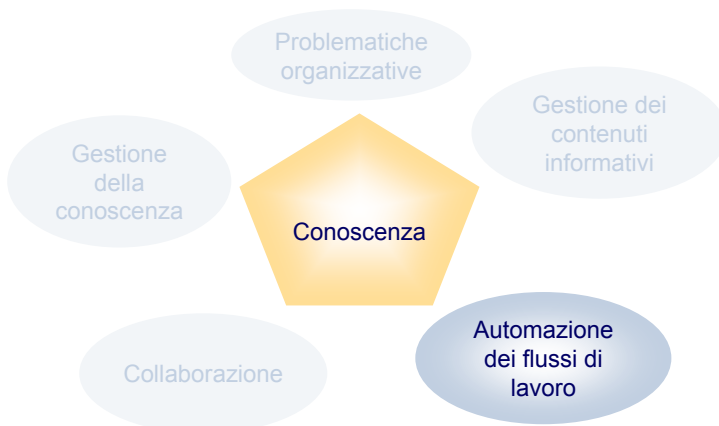 Problematiche
organizzative
Gestione dei
contenuti
informativi
Gestione
della
conoscenza
Conoscenza
Automazione
dei flussi di
lavoro
Collaborazione